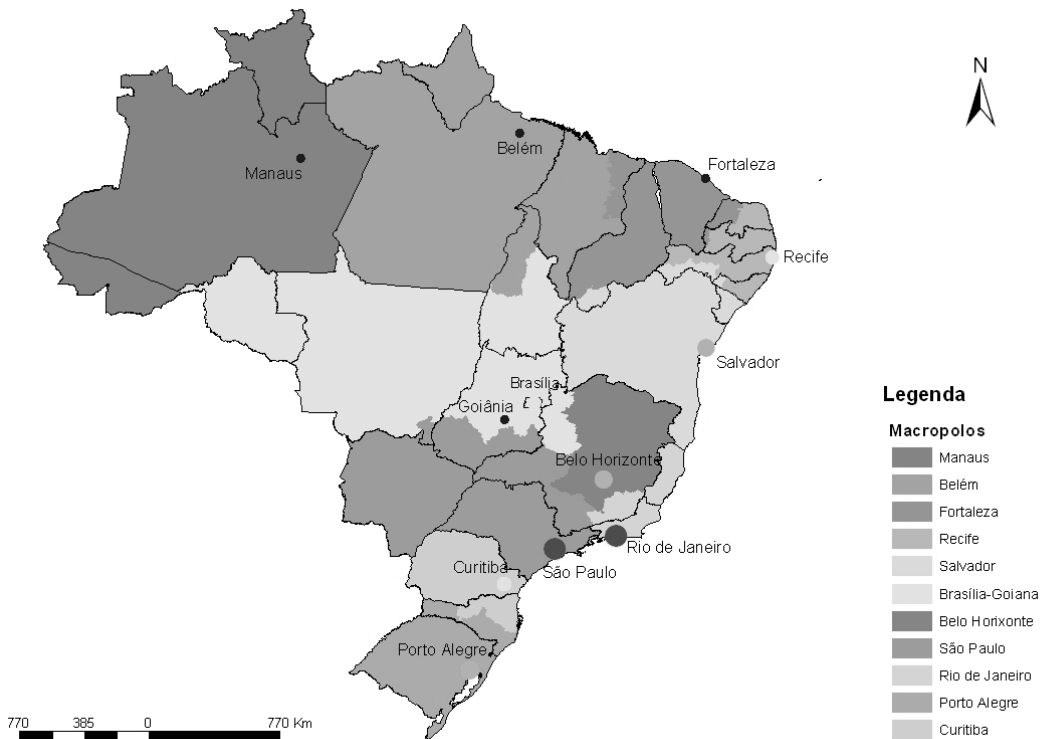 N
Belém
Manaus
Fortaleza
Recife
Salvador
Brasília
Goiânia
Belo Horizonte
Rio de Janeiro
São Paulo
Curitiba
Porto Alegre
Legenda
Macropolos
Manaus
Belém
Fortaleza
Recife
Salvador
Brasília-Goiana
Belo Horixonte
São Paulo
Rio de Janeiro
Porto Alegre
Curitiba
770 385 0 770 Km